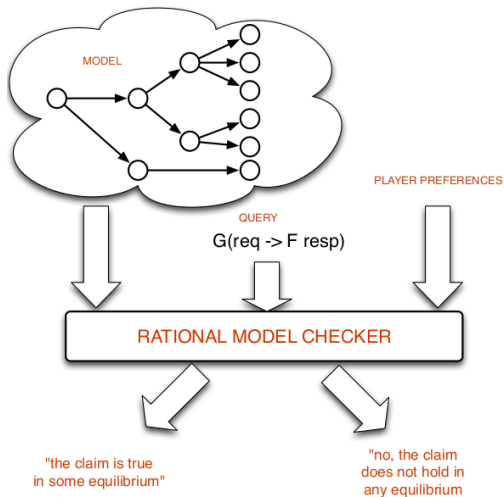 MODEL
PLAYER PREFERENCES
QUERY
G(req -> F resp)
RATIONAL MODEL CHECKER
"the claim is true
in some equilibrium"
"no, the claim
does not hold in
any equilibrium